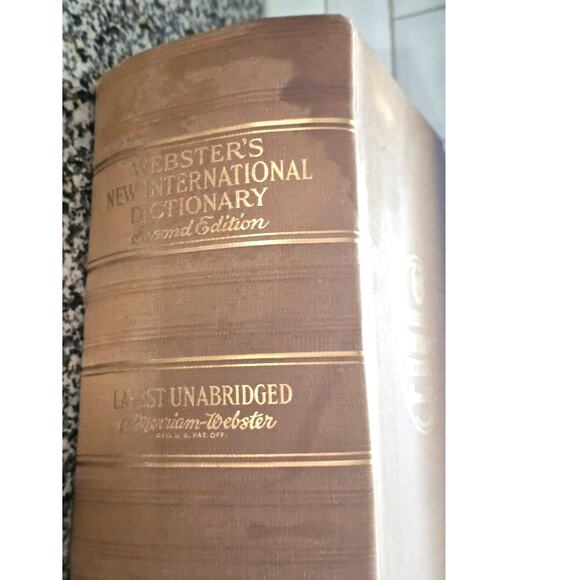 WEBSTER'S
NEW INTERNATIONAL
DICTIONARY
Second Edition
LATEST UNABRIDGED
A Merriam-Webster
REG. U.S. PAT. OFF.